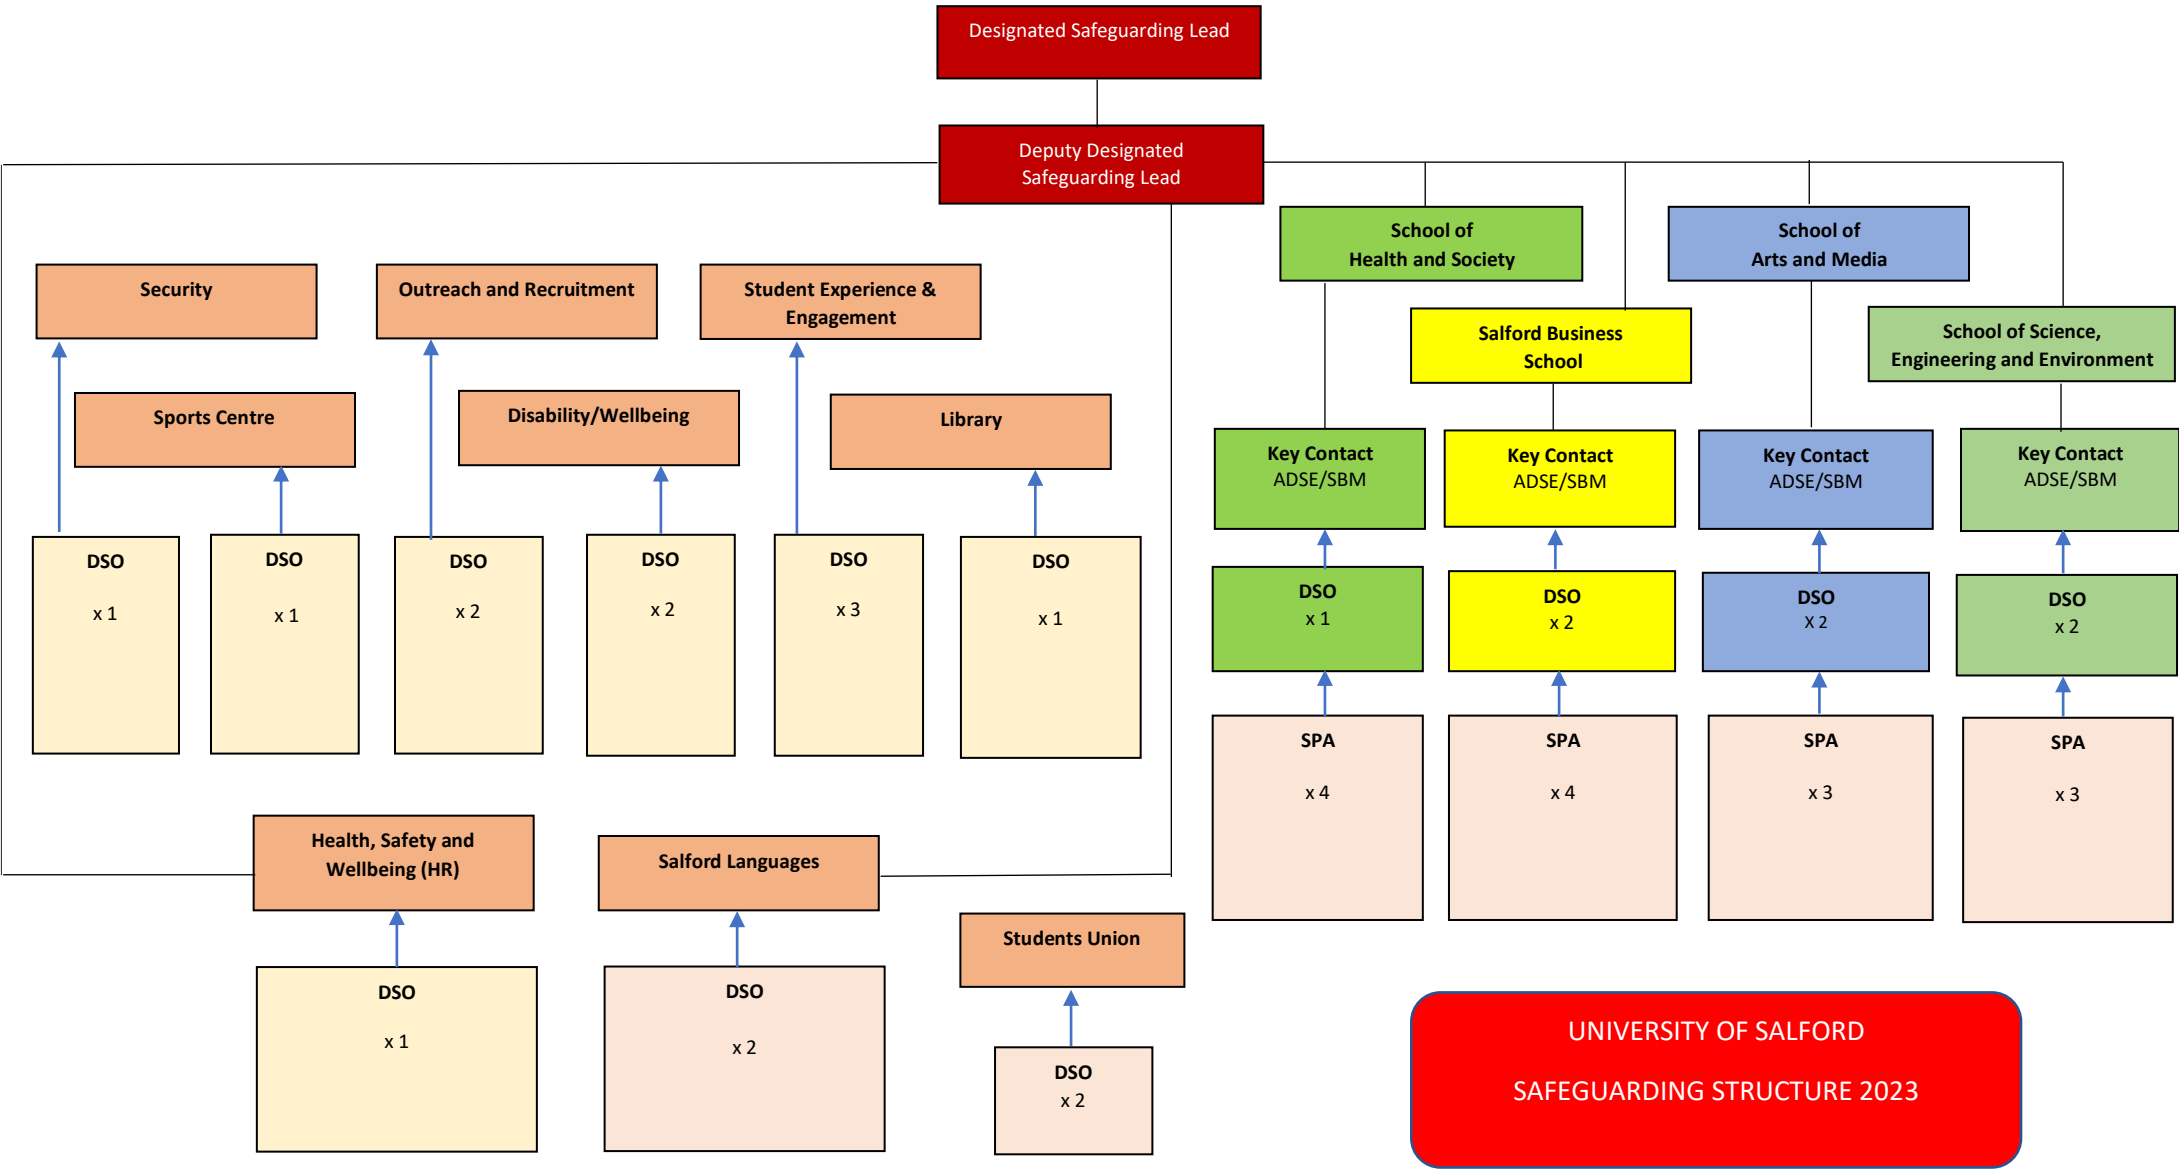 Designated Safeguarding Lead
Deputy Designated
Safeguarding Lead
School of
Health and Society
School of
Arts and Media
Security
Outreach and Recruitment
Student Experience &
Engagement
Salford Business
School
School of Science,
Engineering and Environment
Sports Centre
Disability/Wellbeing
Library
Key Contact
ADSE/SBM
Key Contact
ADSE/SBM
Key Contact
ADSE/SBM
Key Contact
ADSE/SBM
DSO
x 1
DSO
x 1
DSO
x 2
DSO
x 2
DSO
x 3
DSO
x 1
DSO
x 1
DSO
x 2
DSO
X 2
DSO
x 2
SPA
x 4
SPA
x 4
SPA
x 3
SPA
x 3
Health, Safety and
Wellbeing (HR)
Salford Languages
Students Union
DSO
x 1
DSO
x 2
DSO
x 2
UNIVERSITY OF SALFORD
SAFEGUARDING STRUCTURE 2023